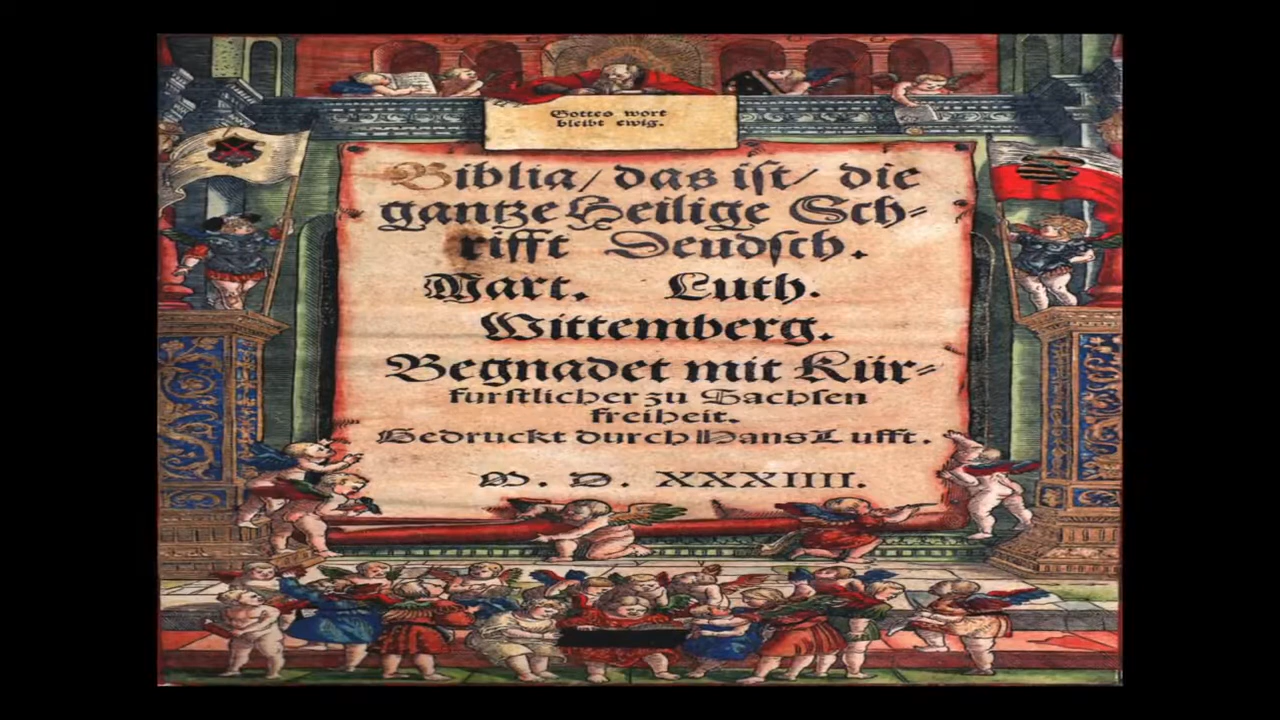 Gottes wort
bleibt ewig.
Biblia/ das ist/ die
gantze Heilige Sch-
rifft Deudsch.
Mart. Luth.
Wittemberg.
Begnadet mit Kür-
furstlicher zu Sachsen
freiheit.
Gedruckt durch Hans Lufft.
M. D. XXXIIII.